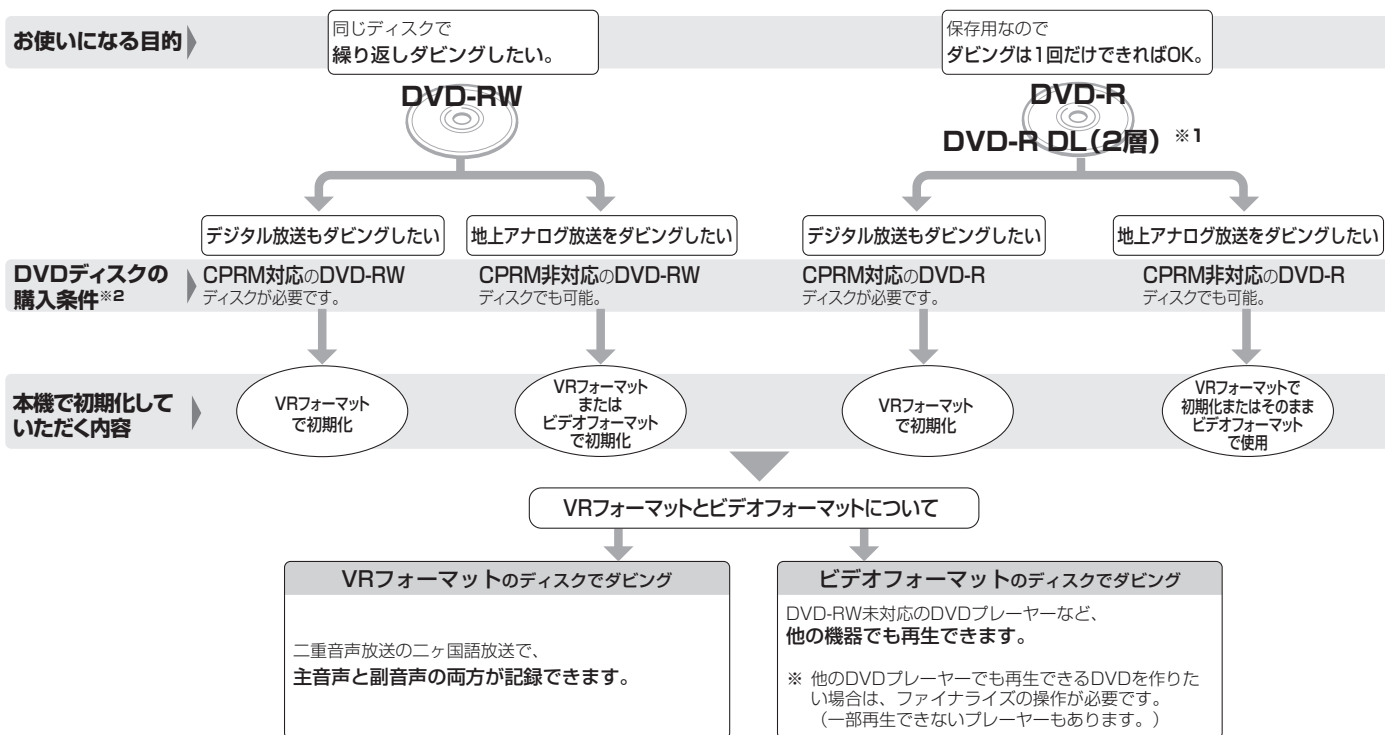 お使いになる目的
同じディスクで
繰り返しダビングしたい。
保存用なので
ダビングは1回だけできればOK。
DVD-RW
DVD-R
DVD-R DL(2層) ※1
デジタル放送もダビングしたい
地上アナログ放送をダビングしたい
デジタル放送もダビングしたい
地上アナログ放送をダビングしたい
DVDディスクの
購入条件※2
CPRM対応のDVD-RW
ディスクが必要です。
CPRM非対応のDVD-RW
ディスクでも可能。
CPRM対応のDVD-R
ディスクが必要です。
CPRM非対応のDVD-R
ディスクでも可能。
本機で初期化して
いただく内容
VRフォーマット
で初期化
VRフォーマット
または
ビデオフォーマット
で初期化
VRフォーマット
で初期化
VRフォーマットで
初期化またはそのまま
ビデオフォーマット
で使用
VRフォーマットとビデオフォーマットについて
VRフォーマットのディスクでダビング
二重音声放送の二ヶ国語放送で、
主音声と副音声の両方が記録できます。
ビデオフォーマットのディスクでダビング
DVD-RW未対応のDVDプレーヤーなど、
他の機器でも再生できます。
※ 他のDVDプレーヤーでも再生できるDVDを作りた
い場合は、ファイナライズの操作が必要です。
(一部再生できないプレーヤーもあります。)